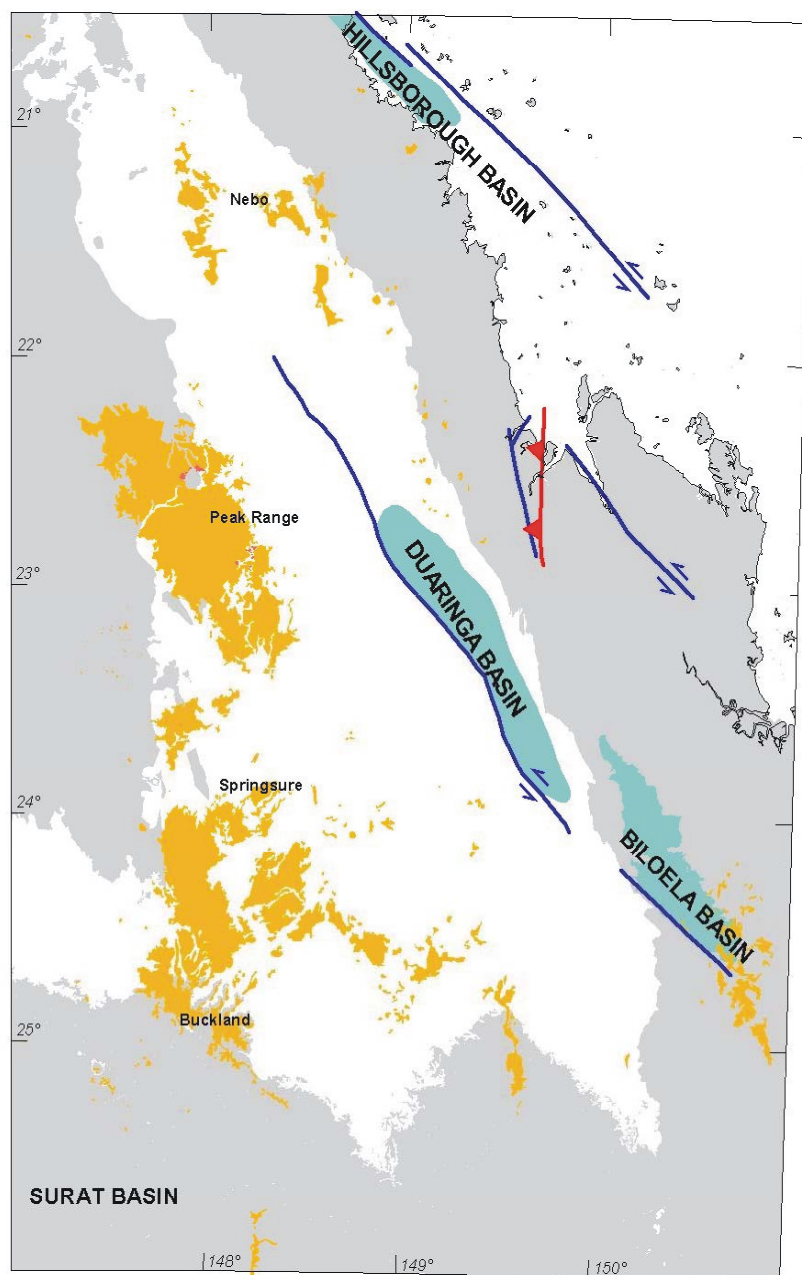 HILLSBOROUGH BASIN
21°
Nebo
22°
Peak Range
DUARINGA BASIN
23°
Springsure
24°
BILOELA BASIN
Buckland
25°
SURAT BASIN
148°
149°
150°